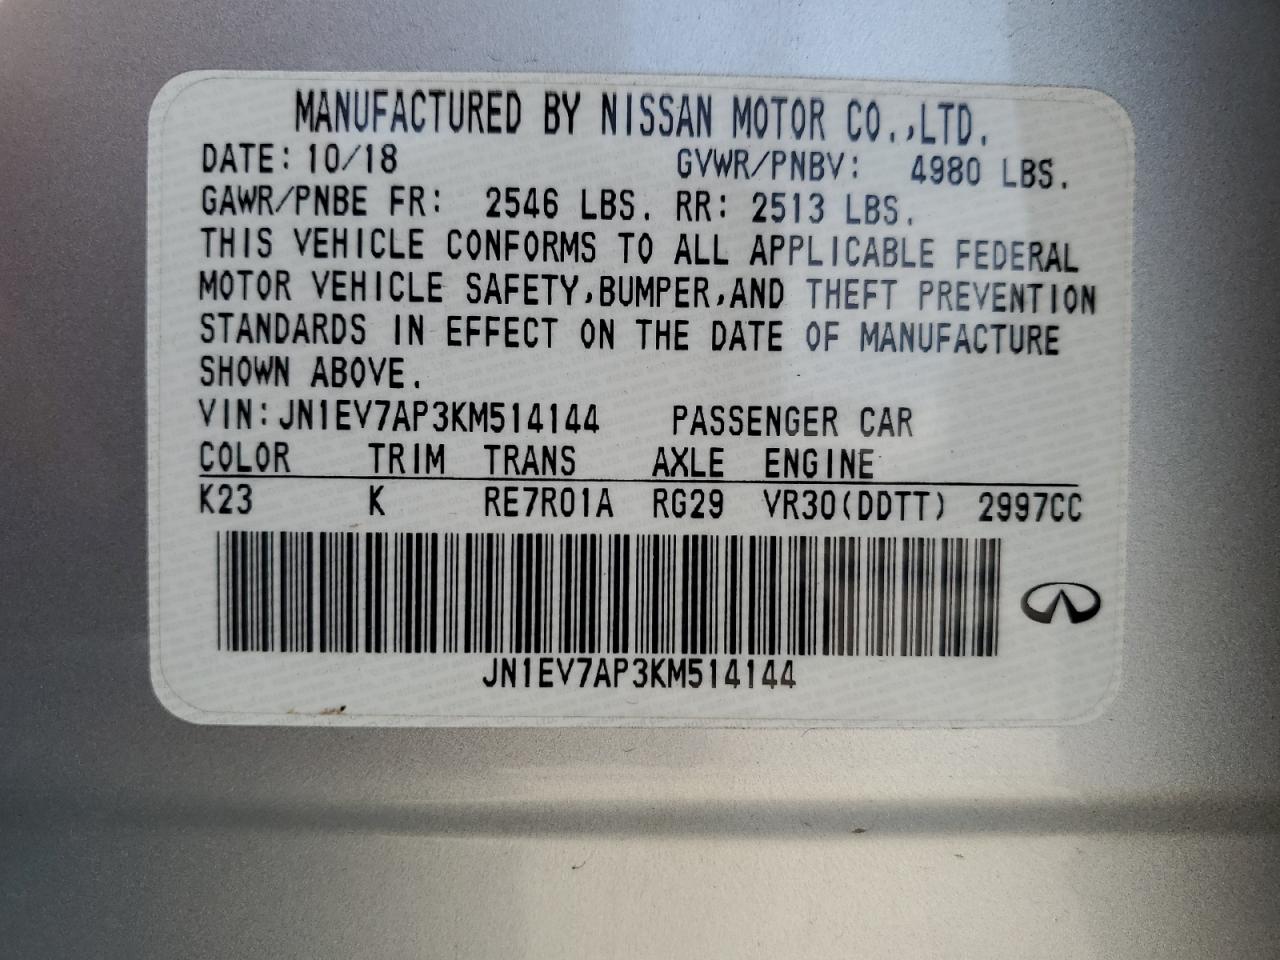 MANUFACTURED BY NISSAN MOTOR CO.,LTD.
DATE: 10/18 GVWR/PNBV: 4980 LBS.
GAWR/PNBE FR: 2546 LBS. RR: 2513 LBS.
THIS VEHICLE CONFORMS TO ALL APPLICABLE FEDERAL
MOTOR VEHICLE SAFETY,BUMPER,AND THEFT PREVENTION
STANDARDS IN EFFECT ON THE DATE OF MANUFACTURE
SHOWN ABOVE.
VIN:JN1EV7AP3KM514144 PASSENGER CAR
COLOR TRIM TRANS AXLE ENGINE
K23 K RE7R01A RG29 VR30(DDTT) 2997CC
JN1EV7AP3KM514144